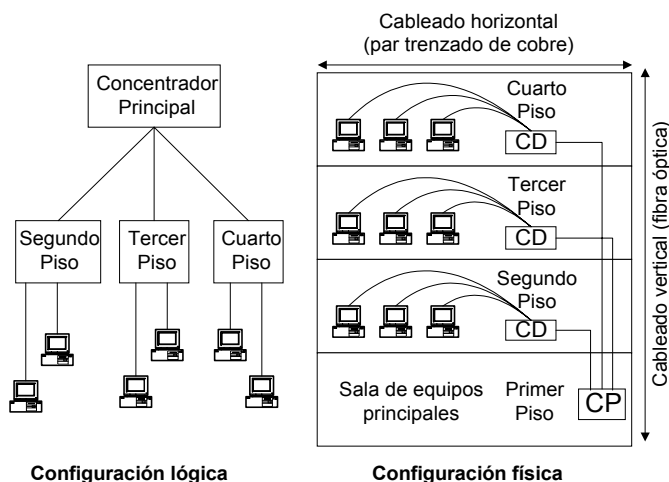 Cableado horizontal
(par trenzado de cobre)
Concentrador
Principal
Segundo
Piso
Tercer
Piso
Cuarto
Piso
Cuarto
Piso
CD
Tercer
Piso
CD
Segundo
Piso
CD
Sala de equipos
principales
Primer
Piso
CP
Cableado vertical (fibra óptica)
Configuración lógica
Configuración física